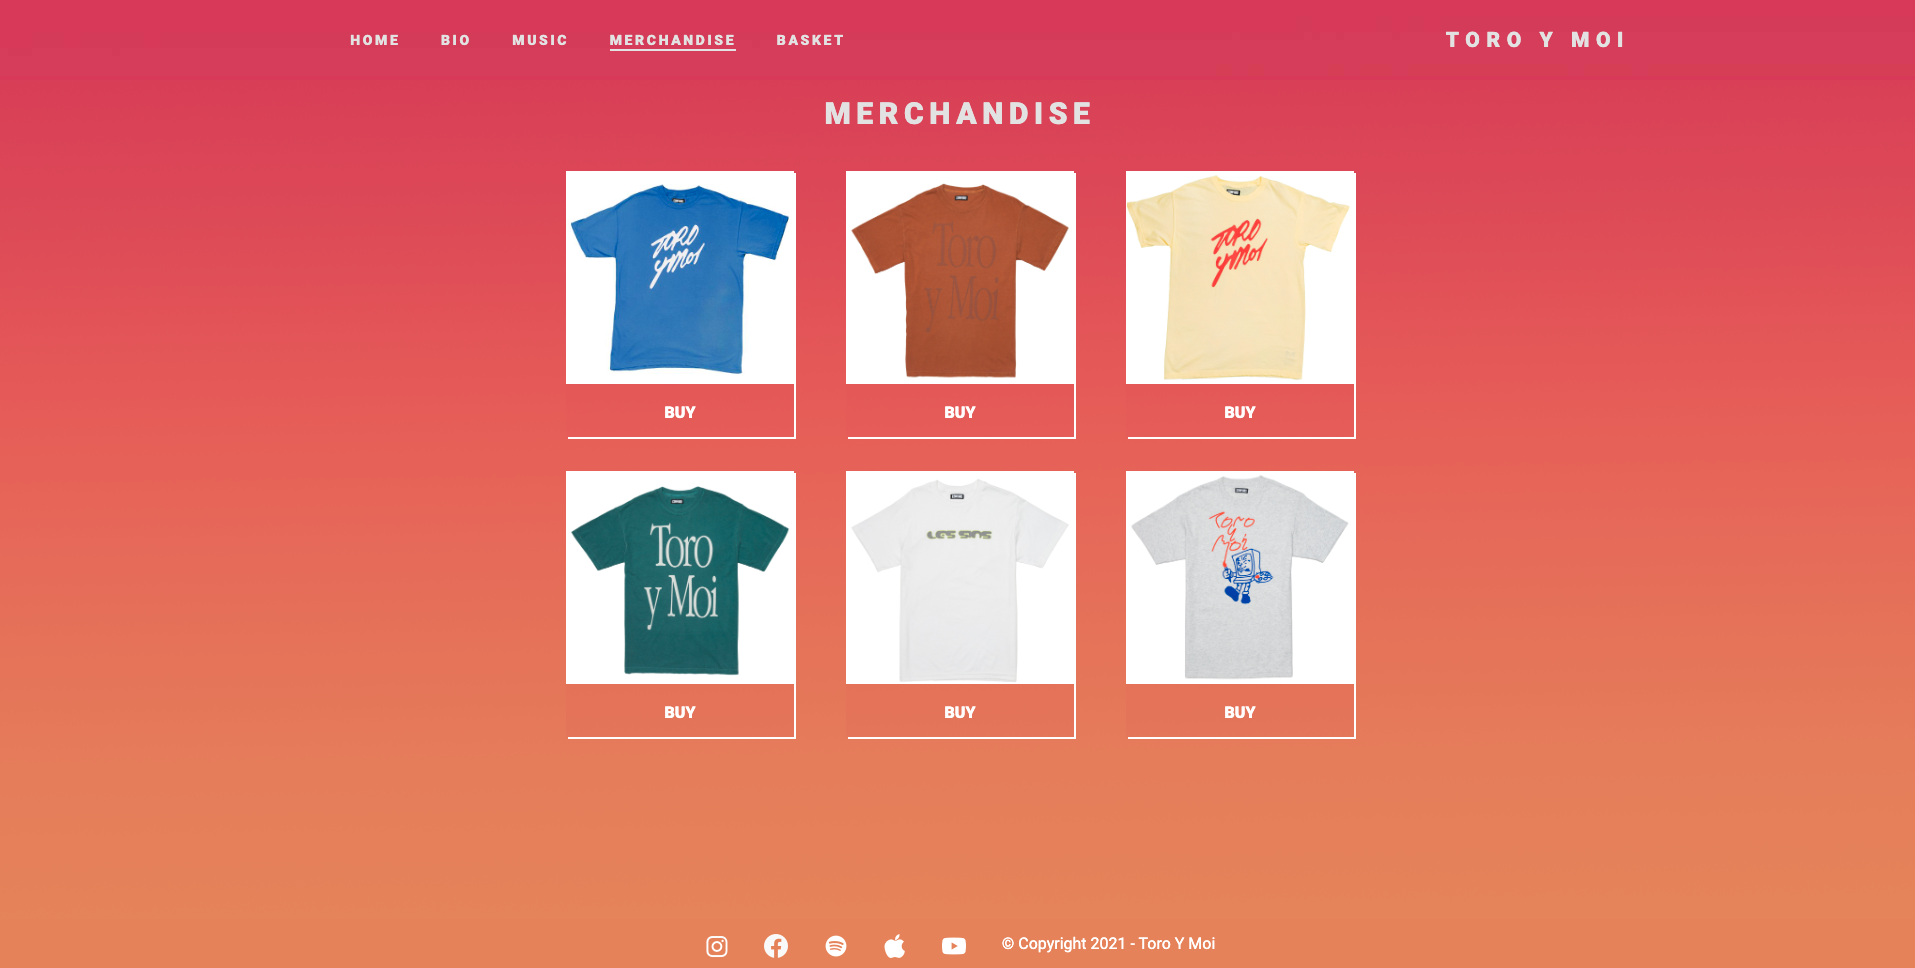 HOME BIO MUSIC MERCHANDISE BASKET TORO Y MOI
MERCHANDISE
TORO
Y MOI
Toro
y Moi
TORO
Y MOI
BUY BUY BUY
Toro
y Moi
LES SINS
Toro
y
Moi
BUY BUY BUY
© Copyright 2021 - Toro Y Moi